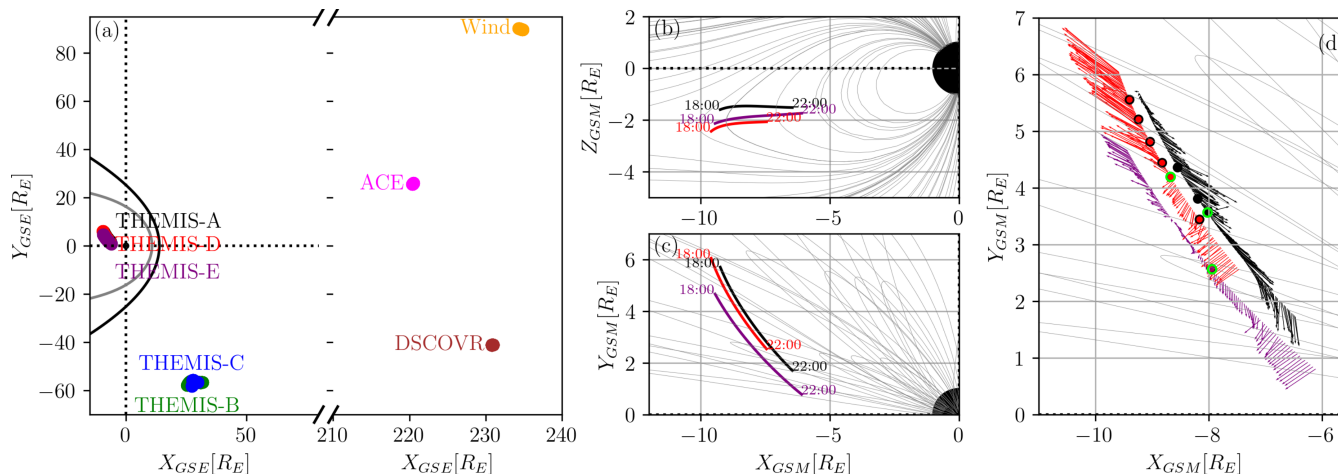 (a)
Wind
ACE
DSCOVR
THEMIS-A
THEMIS-D
THEMIS-E
THEMIS-C
THEMIS-B
80
60
40
20
0
−20
−40
−60
Y_GSE[R_E]
0
50
210
220
230
240
X_GSE[R_E]
X_GSE[R_E]
(b)
2
0
−2
−4
Z_GSM[R_E]
18:00
22:00
18:00
22:00
18:00
22:00
−10
−5
0
(c)
6
4
2
0
Y_GSM[R_E]
18:00
18:00
18:00
22:00
22:00
22:00
−10
−5
0
X_GSM[R_E]
(d
7
6
5
4
3
2
1
0
Y_GSM[R_E]
−10
−8
−6
X_GSM[R_E]